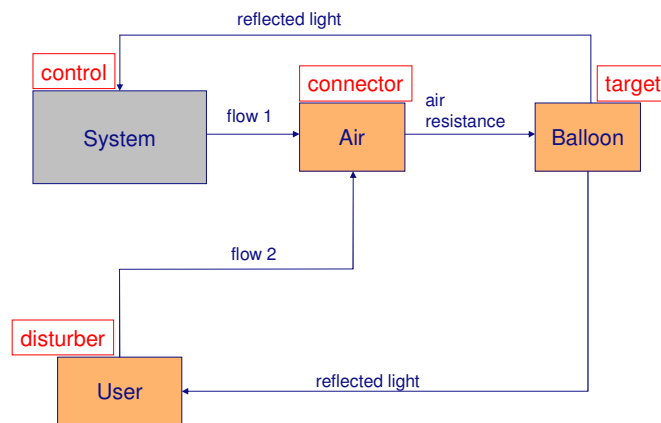 reflected light
control
connector
target
System
flow 1
Air
air
resistance
Balloon
flow 2
disturber
User
reflected light